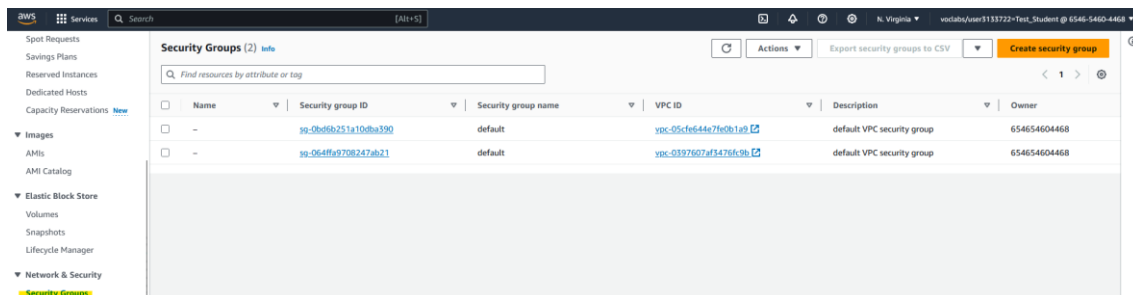 aws Services Search [Alt+S] N. Virginia voclabs/user3133722=Test_Student @ 6546-5460-4468
Spot Requests
Savings Plans
Reserved Instances
Dedicated Hosts
Capacity Reservations New
Images
AMIs
AMI Catalog
Elastic Block Store
Volumes
Snapshots
Lifecycle Manager
Network & Security
Security Groups
Security Groups (2) Info Actions Export security groups to CSV Create security group
Find resources by attribute or tag 1
Name Security group ID Security group name VPC ID Description Owner
– sg-0bd6b251a10dba390 default vpc-05cfe644e7fe0b1a9 default VPC security group 654654604468
– sg-064ffa9708247ab21 default vpc-0397607af3476fc9b default VPC security group 654654604468